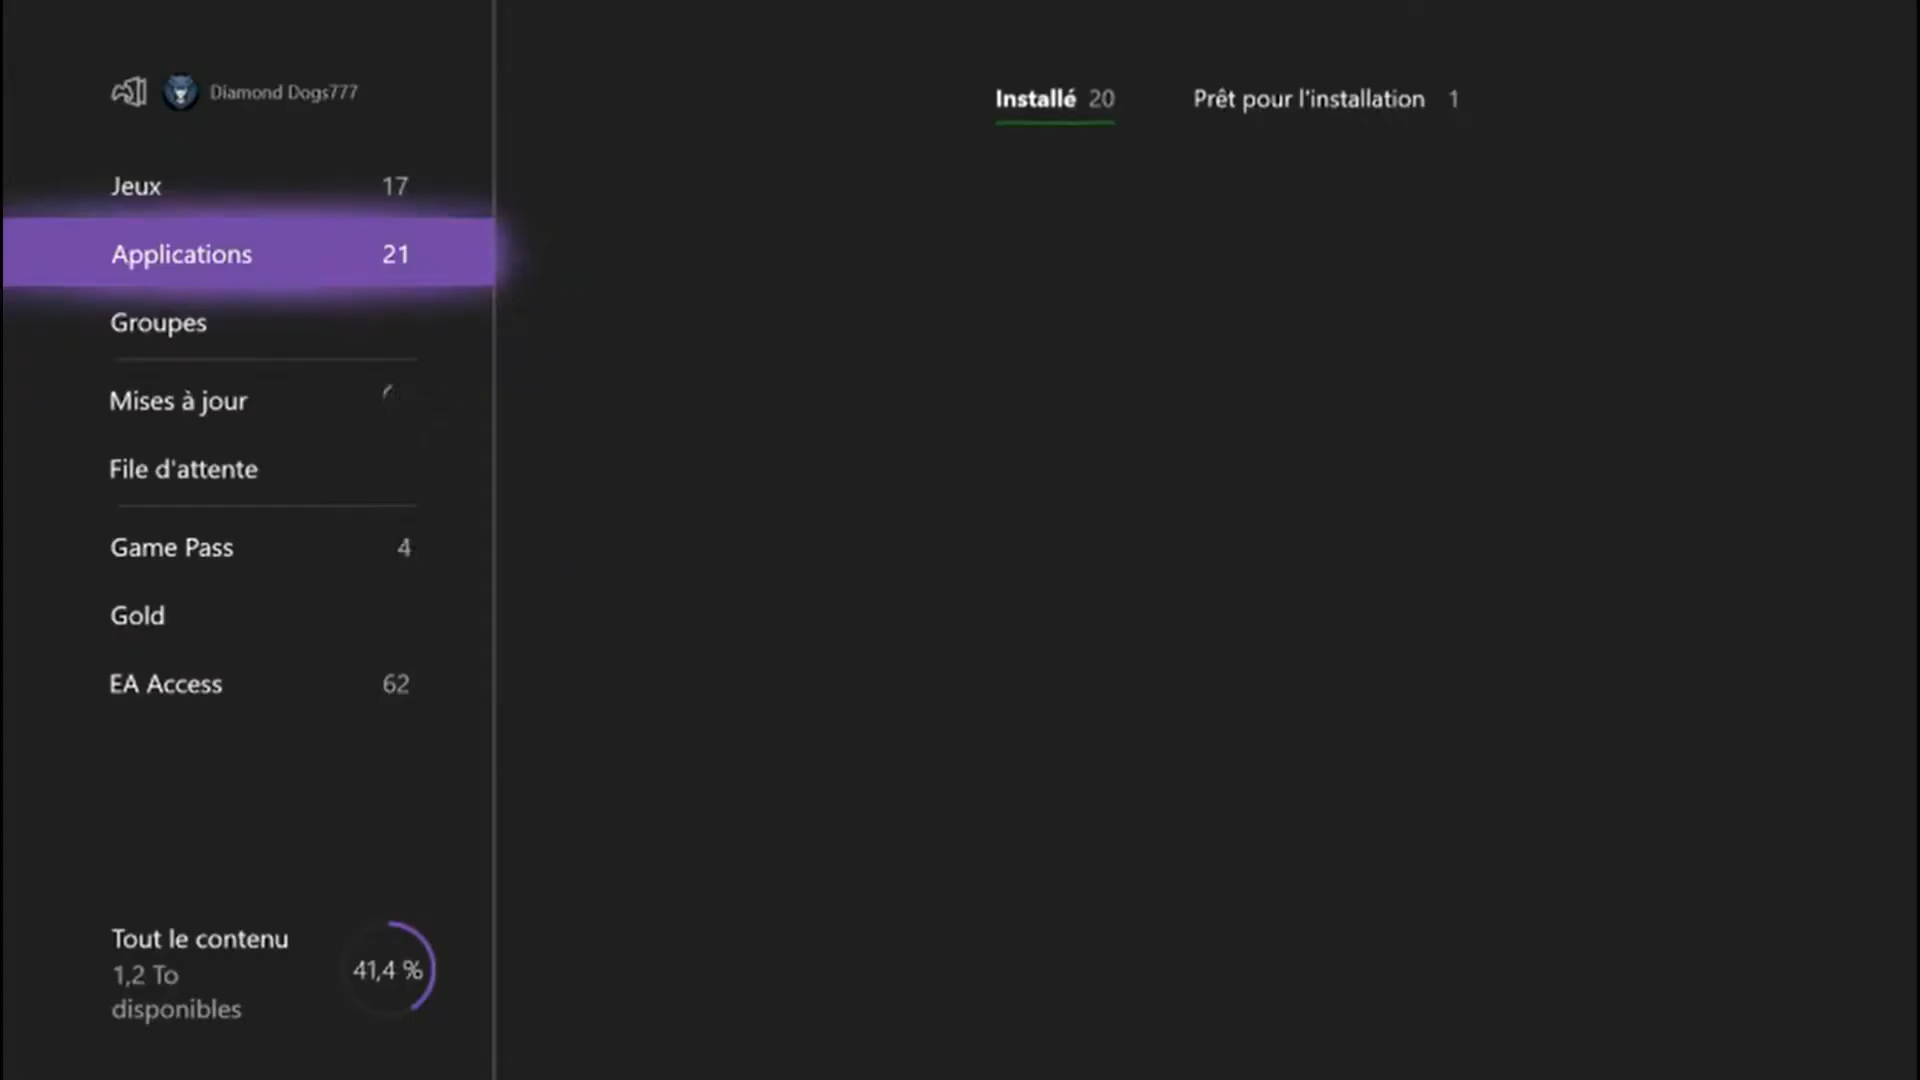 Diamond Dogs777
Installé 20
Prêt pour l'installation 1
Jeux 17
Applications 21
Groupes
Mises à jour
File d'attente
Game Pass 4
Gold
EA Access 62
Tout le contenu
1,2 To
disponibles
41,4 %